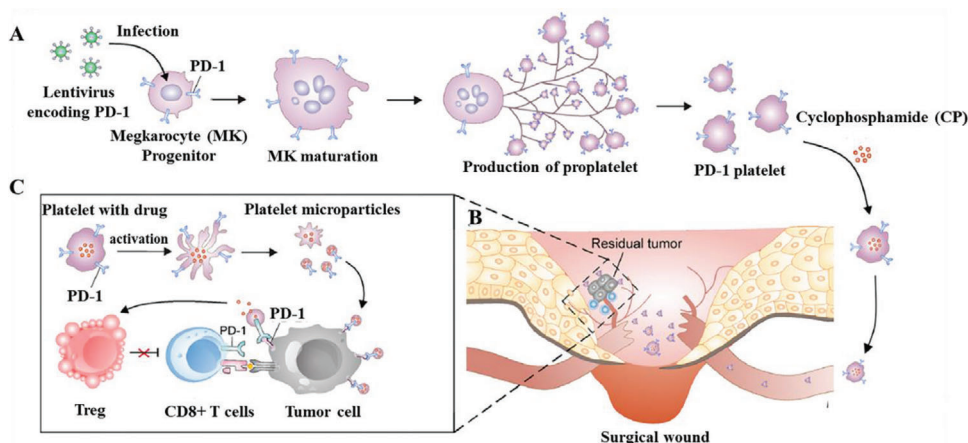 A
Infection
PD-1
Lentivirus
encoding PD-1
Megkarocyte (MK)
Progenitor
MK maturation
Production of proplatelet
PD-1 platelet
Cyclophosphamide (CP)
C
Platelet with drug
activation
Platelet microparticles
PD-1
PD-1
PD-1
Treg
CD8+ T cells
Tumor cell
B
Residual tumor
Surgical wound